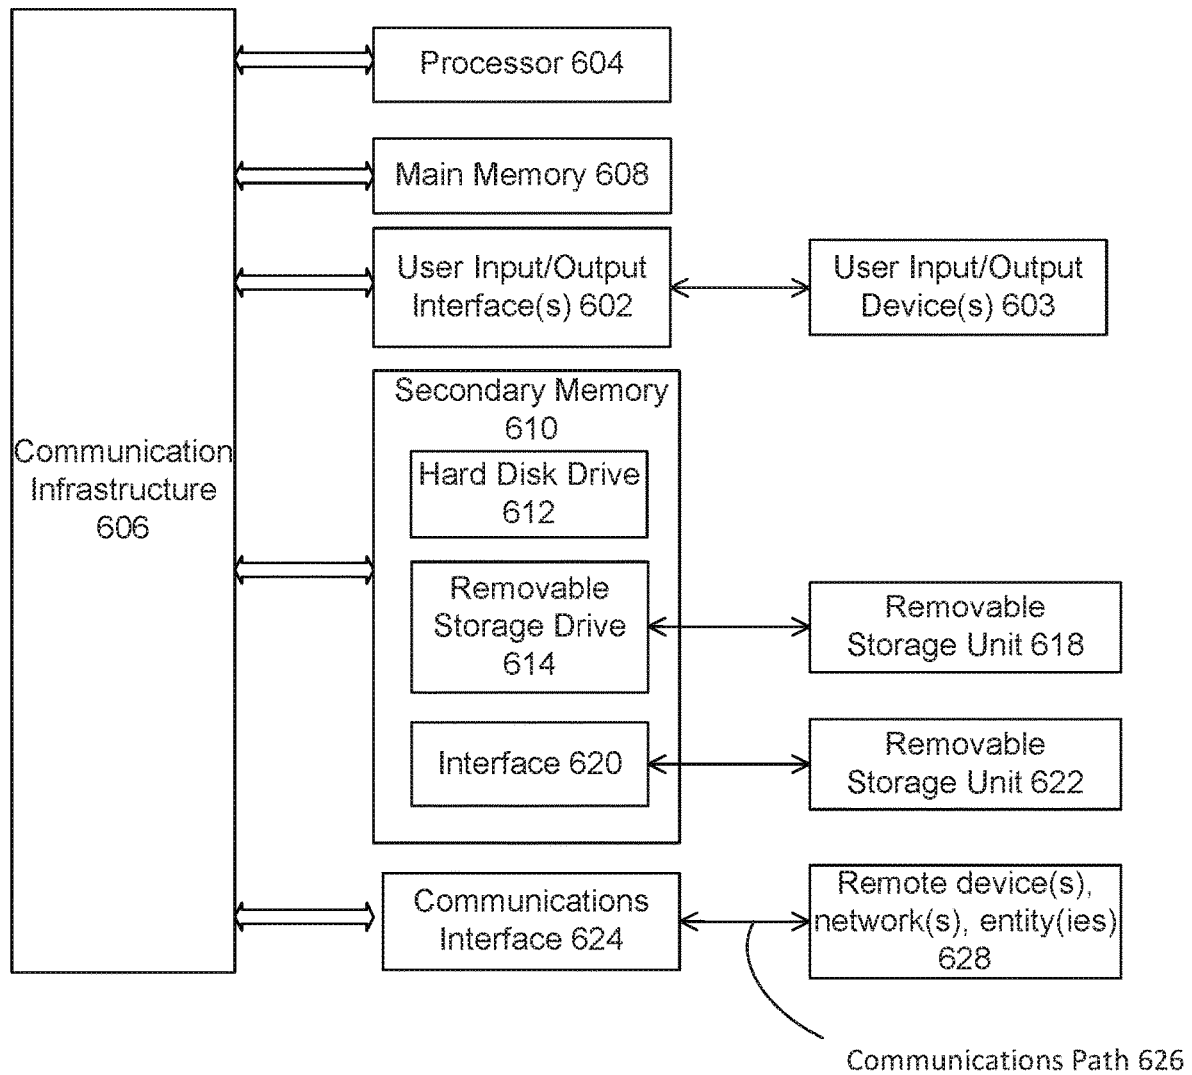 Communication
Infrastructure
606
Processor 604
Main Memory 608
User Input/Output
Interface(s) 602
User Input/Output
Device(s) 603
Secondary Memory
610
Hard Disk Drive
612
Removable
Storage Drive
614
Removable
Storage Unit 618
Interface 620
Removable
Storage Unit 622
Communications
Interface 624
Remote device(s),
network(s), entity(ies)
628
Communications Path 626